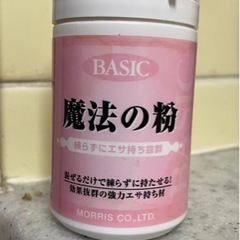 BASIC
魔法の粉
練らずにエサ持ち抜群
混ぜるだけで練らずに持たせる!
効果抜群の強力エサ持ち材
MORRIS CO.,LTD.